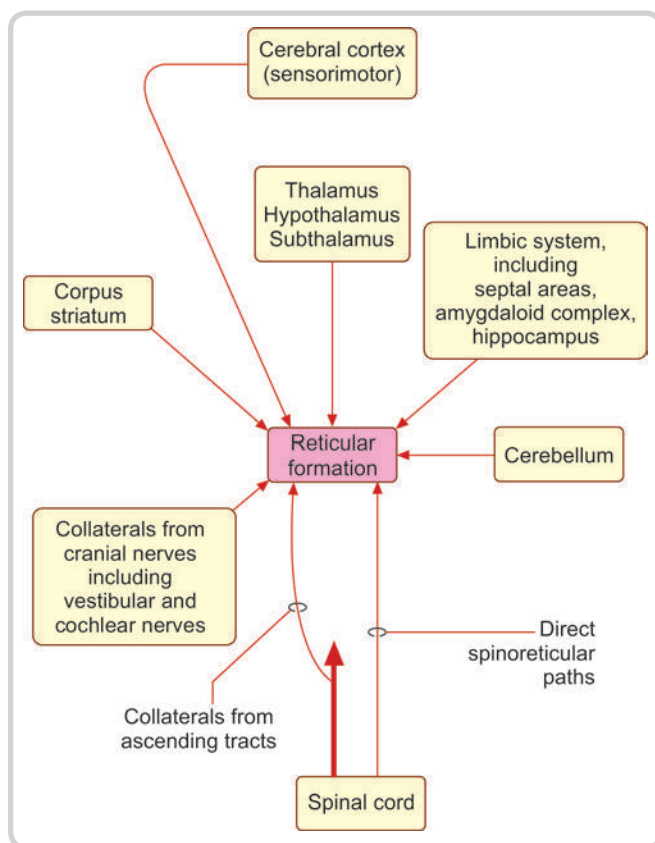 Cerebral cortex
(sensorimotor)
Thalamus
Hypothalamus
Subthalamus
Limbic system,
including
septal areas,
amygdaloid complex,
hippocampus
Corpus
striatum
Reticular
formation
Cerebellum
Collaterals from
cranial nerves
including
vestibular and
cochlear nerves
Direct
spinoreticular
paths
Collaterals from
ascending tracts
Spinal cord